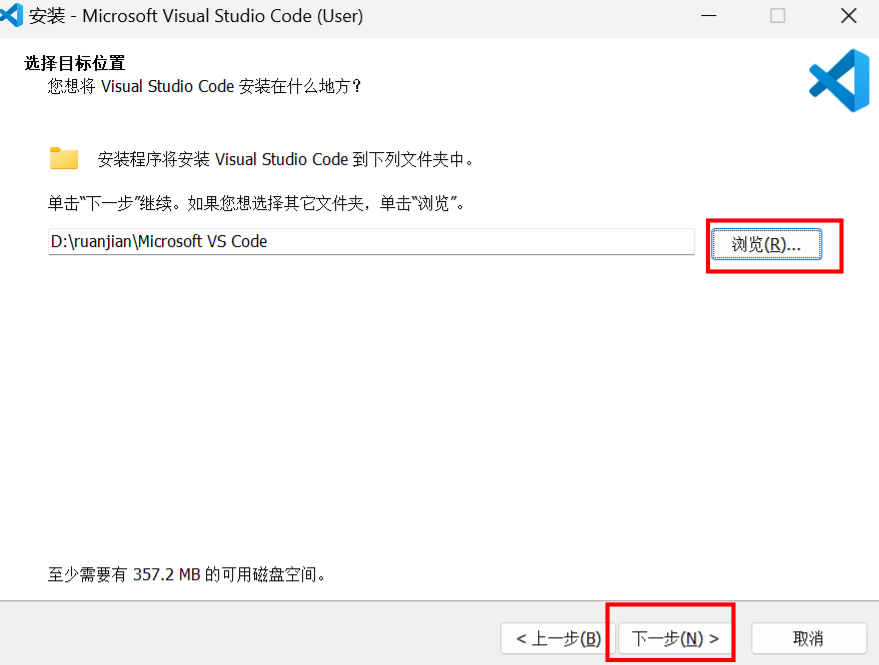 安装 - Microsoft Visual Studio Code (User)
选择目标位置
您想将 Visual Studio Code 安装在什么地方？
安装程序将安装 Visual Studio Code 到下列文件夹中。
单击“下一步”继续。如果您想选择其它文件夹，单击“浏览”。
D:\ruanjian\Microsoft VS Code
浏览(R)...
至少需要有 357.2 MB 的可用磁盘空间。
< 上一步(B)
下一步(N) >
取消